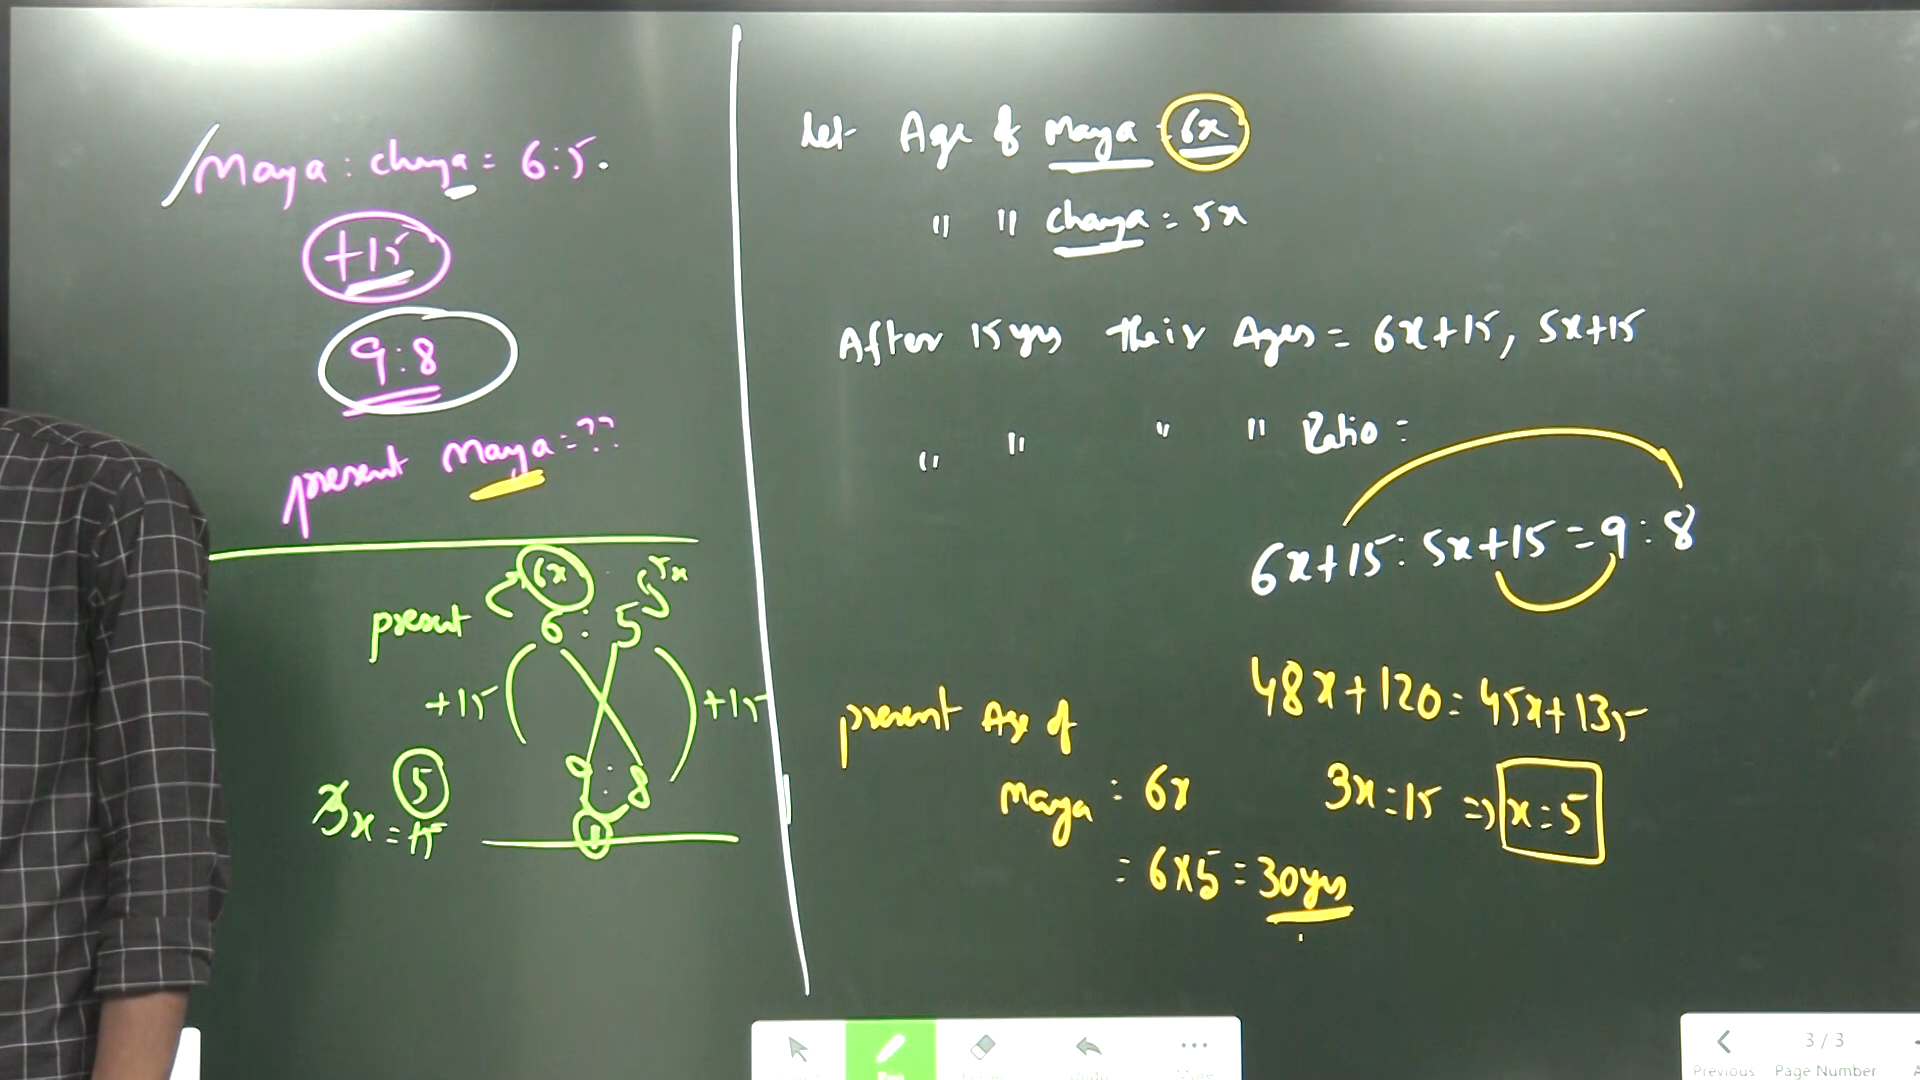 Maya : chaya = 6:5.
+15
9:8
present Maya = ??
6x 5x
present 6 : 5
+15 +15
9 : 8
5
3x = 15
1
Let Age of Maya = 6x
" " chaya = 5x
After 15 yrs their Ages = 6x+15, 5x+15
" " " " Ratio =
6x+15 : 5x+15 = 9 : 8
48x+120 = 45x+135
3x = 15 => x = 5
present Age of
Maya = 6x
= 6x5 = 30yrs
3 / 3
Previous Page Number